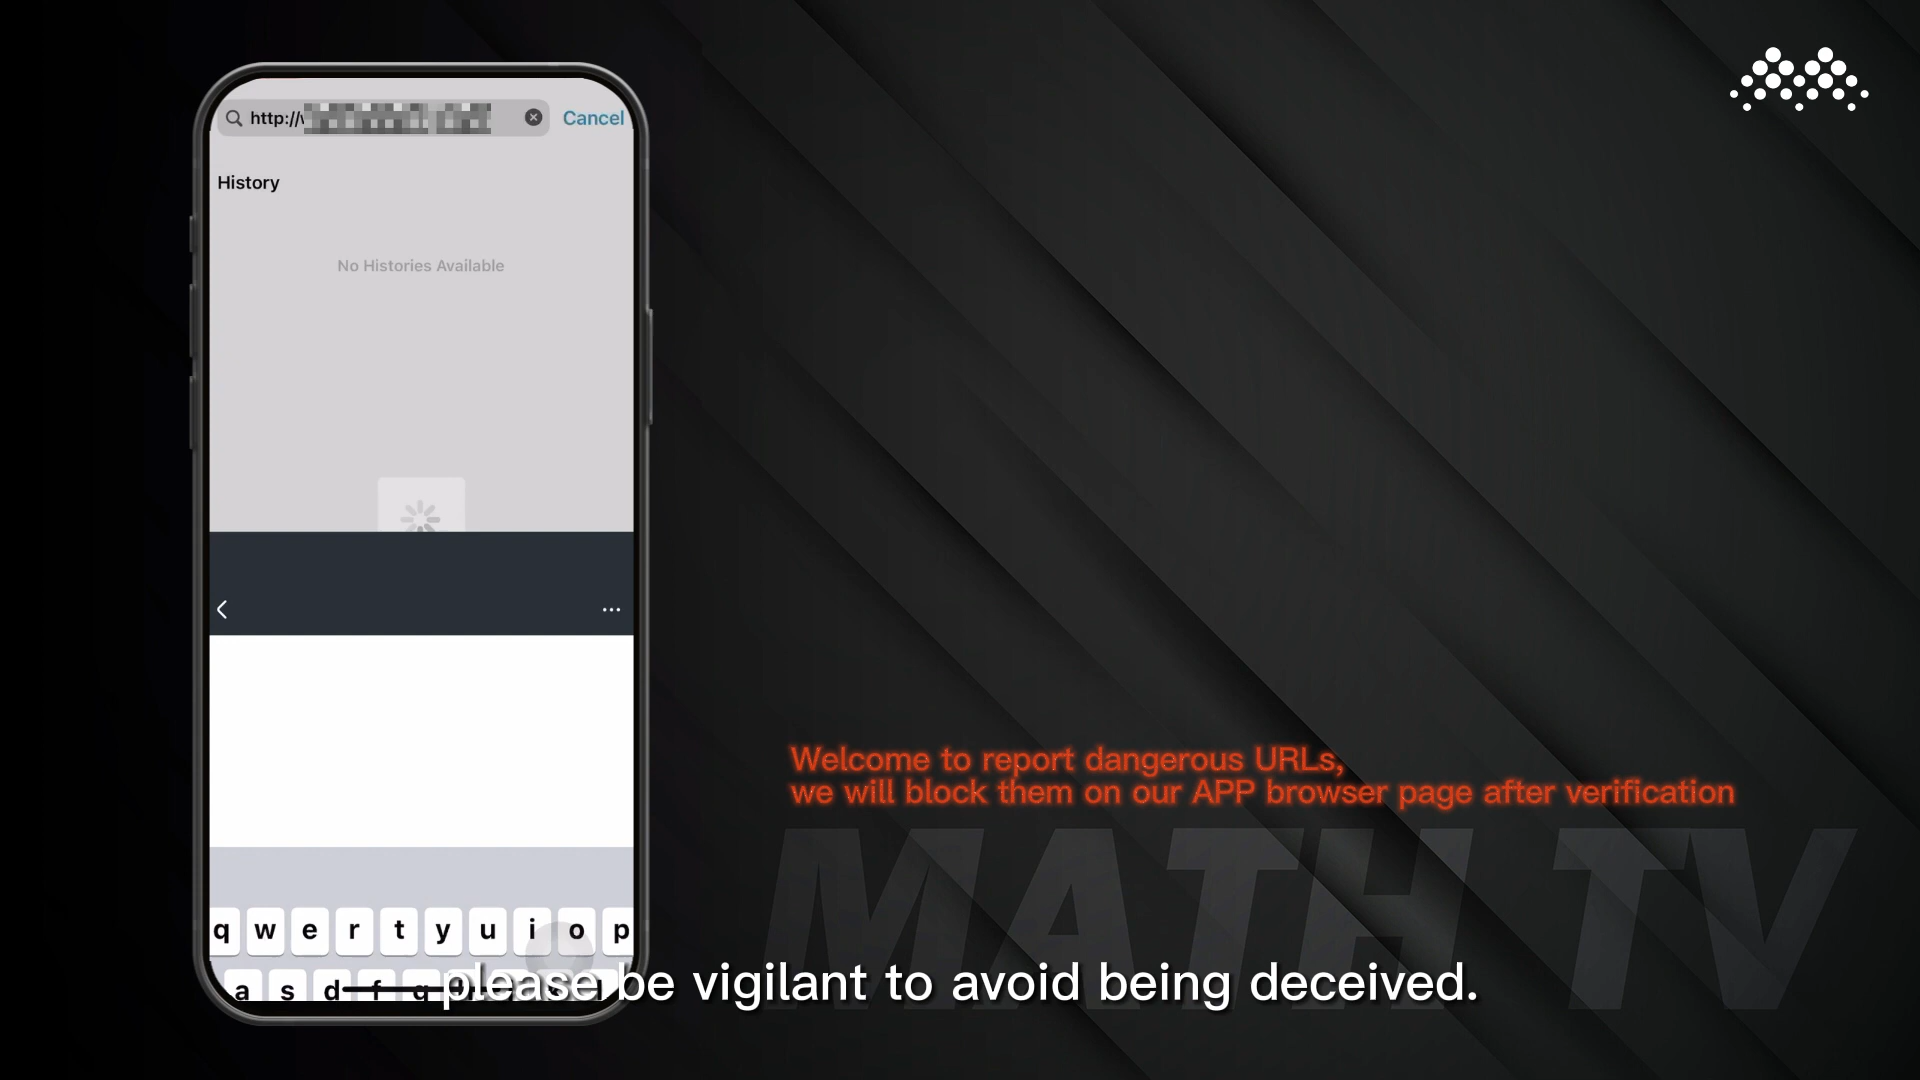 http://
Cancel
History
No Histories Available
Welcome to report dangerous URLs,
we will block them on our APP browser page after verification
MATH TV
q w e r t y u i o p
a s d f g
please be vigilant to avoid being deceived.